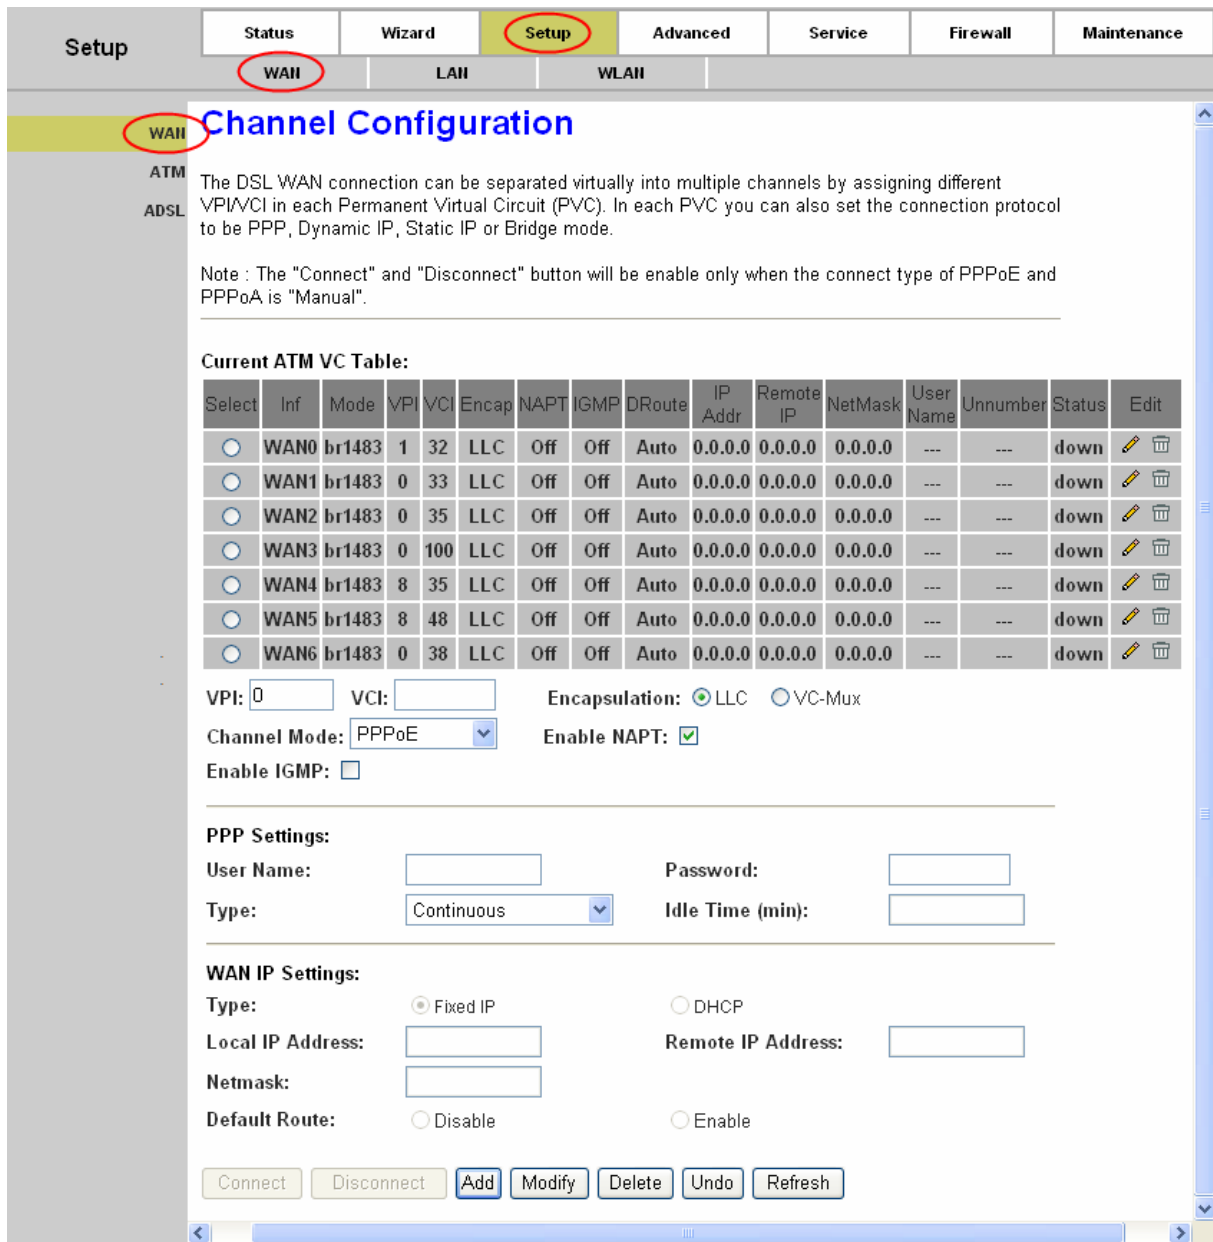 Setup
Status Wizard Setup Advanced Service Firewall Maintenance
WAN LAN WLAN
WAN
ATM
ADSL
Channel Configuration
The DSL WAN connection can be separated virtually into multiple channels by assigning different
VPI/VCI in each Permanent Virtual Circuit (PVC). In each PVC you can also set the connection protocol
to be PPP, Dynamic IP, Static IP or Bridge mode.
Note : The "Connect" and "Disconnect" button will be enable only when the connect type of PPPoE and
PPPoA is "Manual".
Current ATM VC Table:
Select Inf Mode VPI VCI Encap NAPT IGMP DRoute IP Addr Remote IP NetMask User Name Unnumber Status Edit
WAN0 br1483 1 32 LLC Off Off Auto 0.0.0.0 0.0.0.0 0.0.0.0 --- --- down
WAN1 br1483 0 33 LLC Off Off Auto 0.0.0.0 0.0.0.0 0.0.0.0 --- --- down
WAN2 br1483 0 35 LLC Off Off Auto 0.0.0.0 0.0.0.0 0.0.0.0 --- --- down
WAN3 br1483 0 100 LLC Off Off Auto 0.0.0.0 0.0.0.0 0.0.0.0 --- --- down
WAN4 br1483 8 35 LLC Off Off Auto 0.0.0.0 0.0.0.0 0.0.0.0 --- --- down
WAN5 br1483 8 48 LLC Off Off Auto 0.0.0.0 0.0.0.0 0.0.0.0 --- --- down
WAN6 br1483 0 38 LLC Off Off Auto 0.0.0.0 0.0.0.0 0.0.0.0 --- --- down
VPI: 0 VCI: Encapsulation: LLC VC-Mux
Channel Mode: PPPoE Enable NAPT:
Enable IGMP:
PPP Settings:
User Name: Password:
Type: Continuous Idle Time (min):
WAN IP Settings:
Type: Fixed IP DHCP
Local IP Address: Remote IP Address:
Netmask:
Default Route: Disable Enable
Connect Disconnect Add Modify Delete Undo Refresh